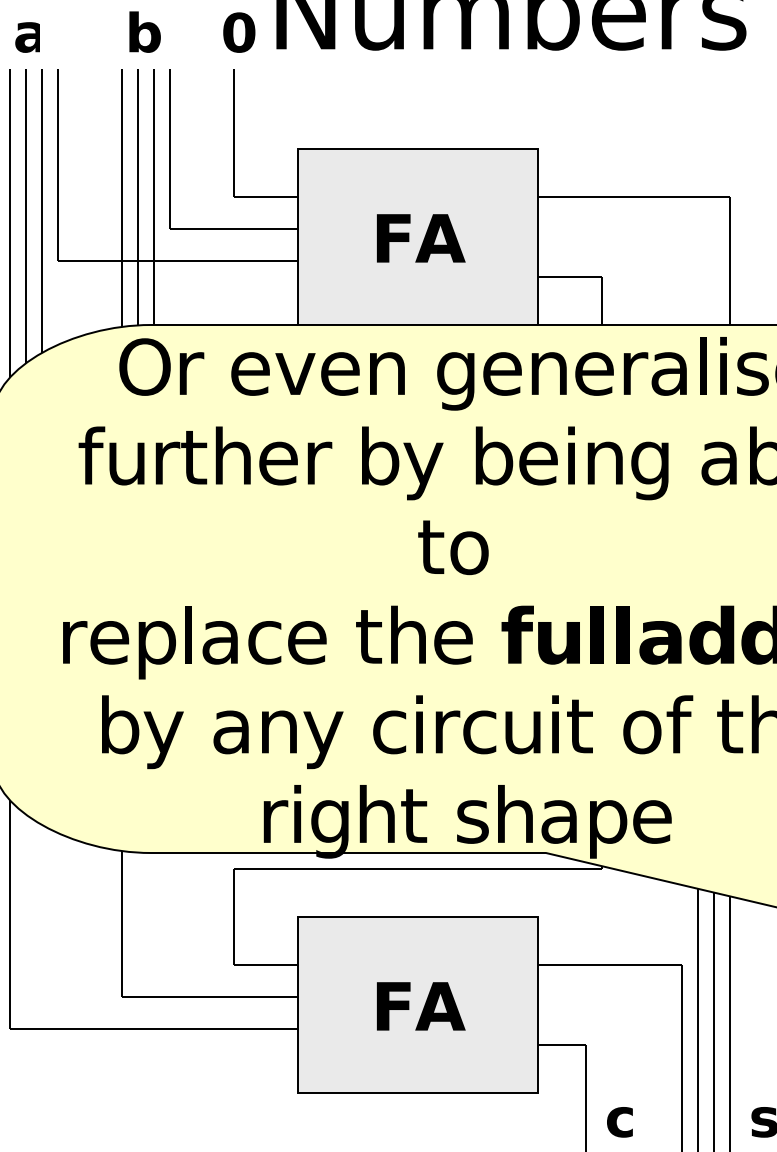 Numbers
a b 0
FA
Or even generalis
further by being ab
to
replace the fulladd
by any circuit of th
right shape
FA
c s